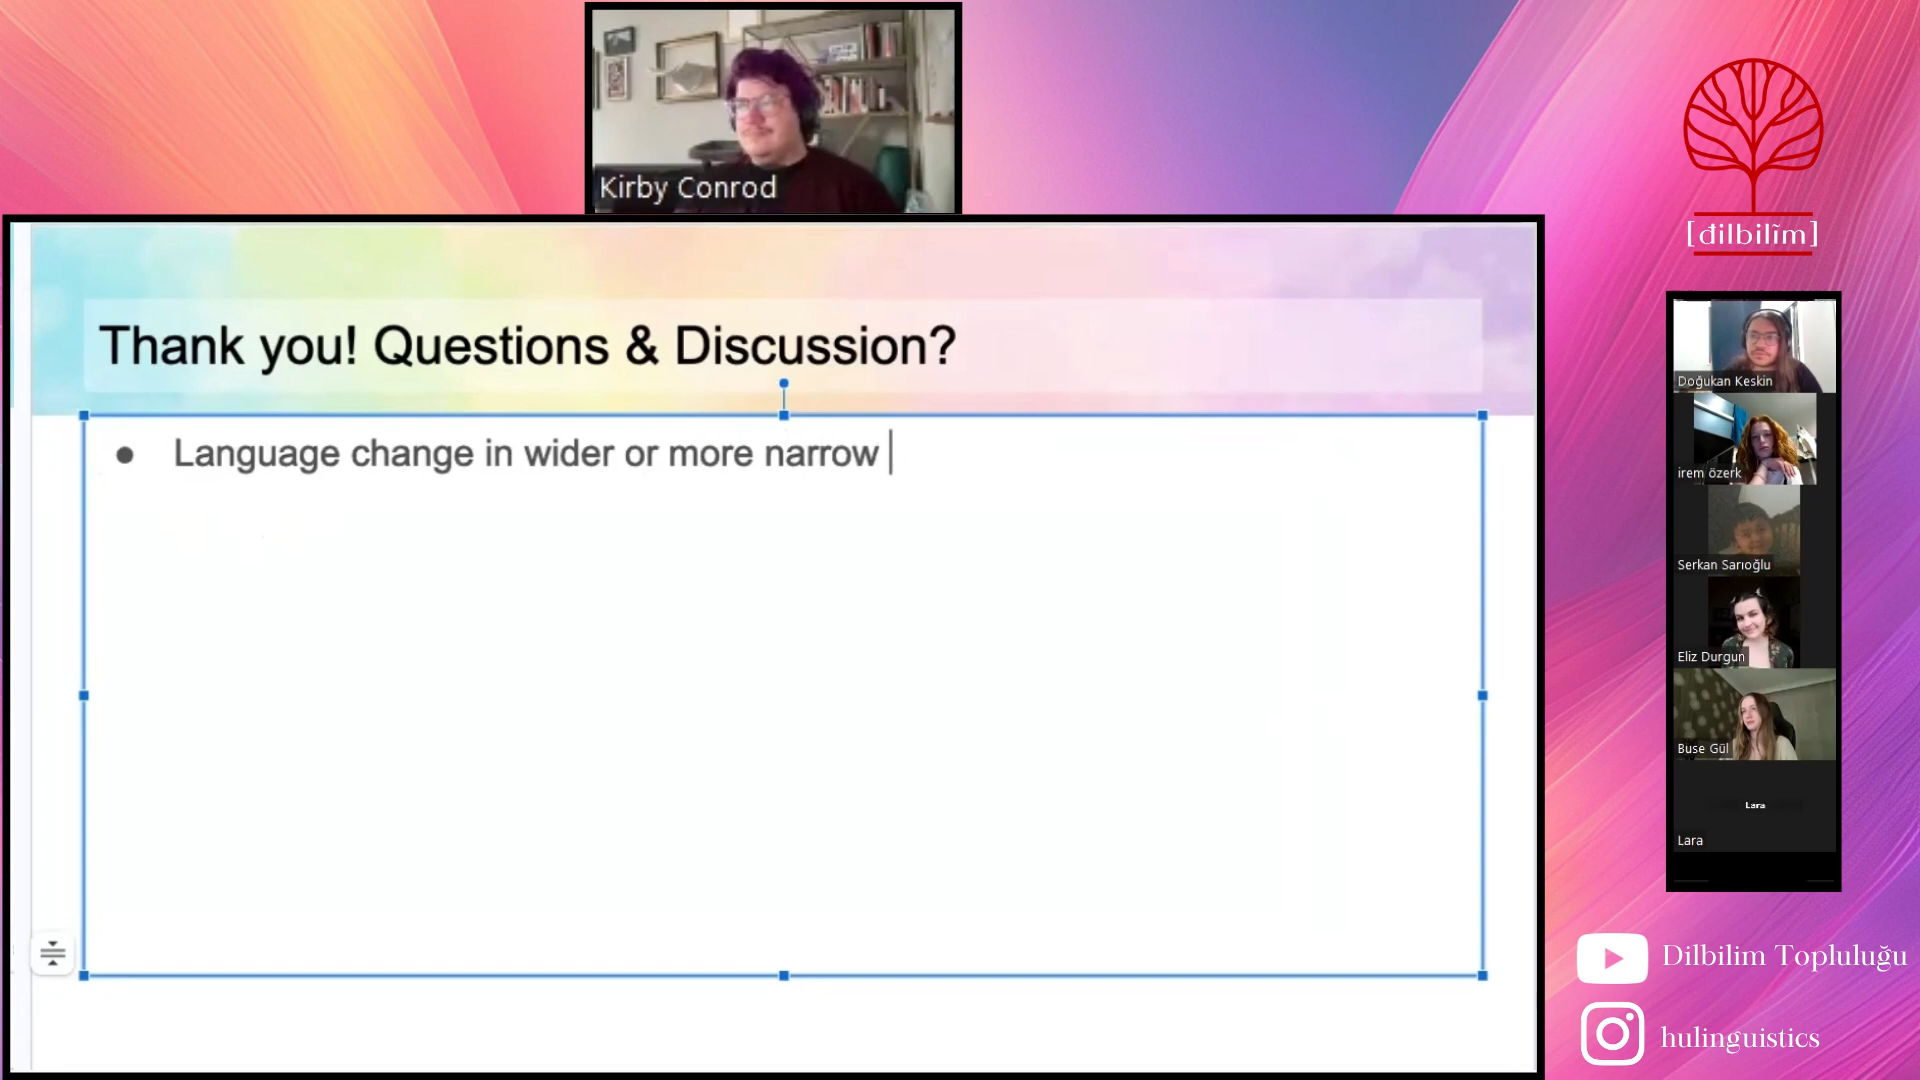 Kirby Conrod
[dilbilim]
Thank you! Questions & Discussion?
● Language change in wider or more narrow
Doğukan Keskin
irem özerk
Serkan Sarıoğlu
Eliz Durgun
Buse Gül
Lara
Lara
Dilbilim Topluluğu
hulinguistics